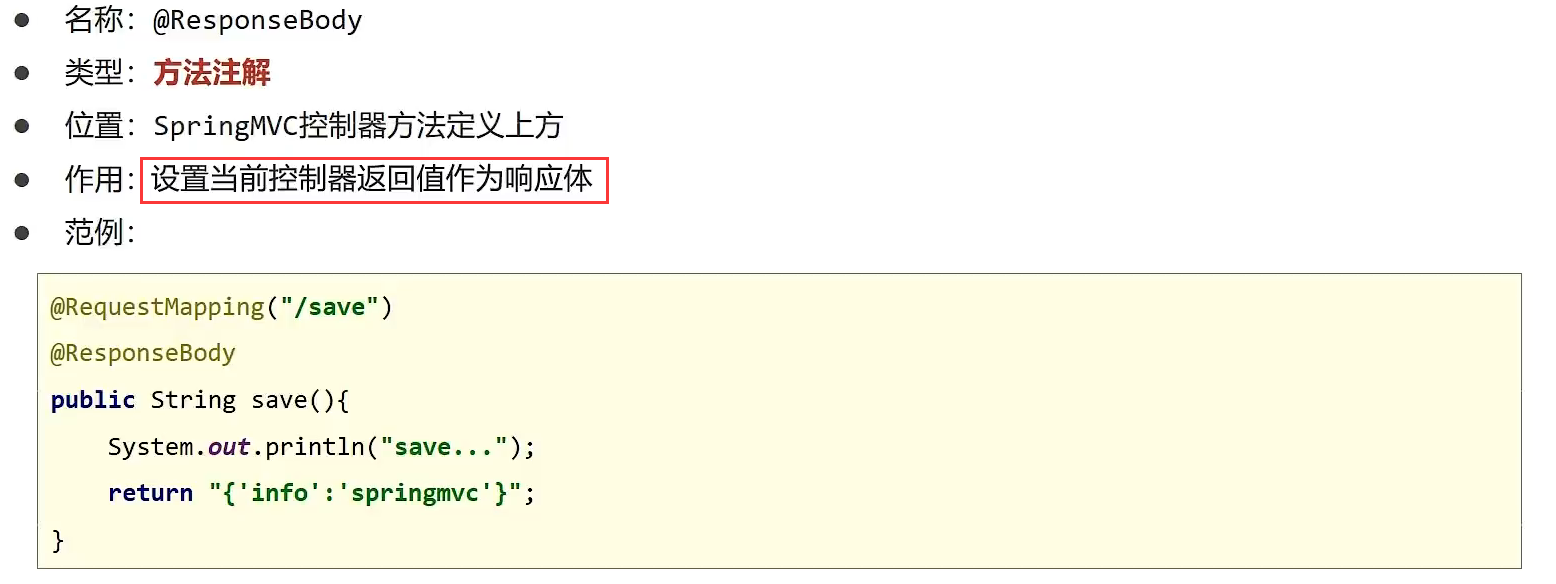 ● 名称：@ResponseBody
● 类型：方法注解
● 位置：SpringMVC控制器方法定义上方
● 作用：设置当前控制器返回值作为响应体
● 范例：
@RequestMapping("/save")
@ResponseBody
public String save(){
    System.out.println("save...");
    return "{'info':'springmvc'}";
}